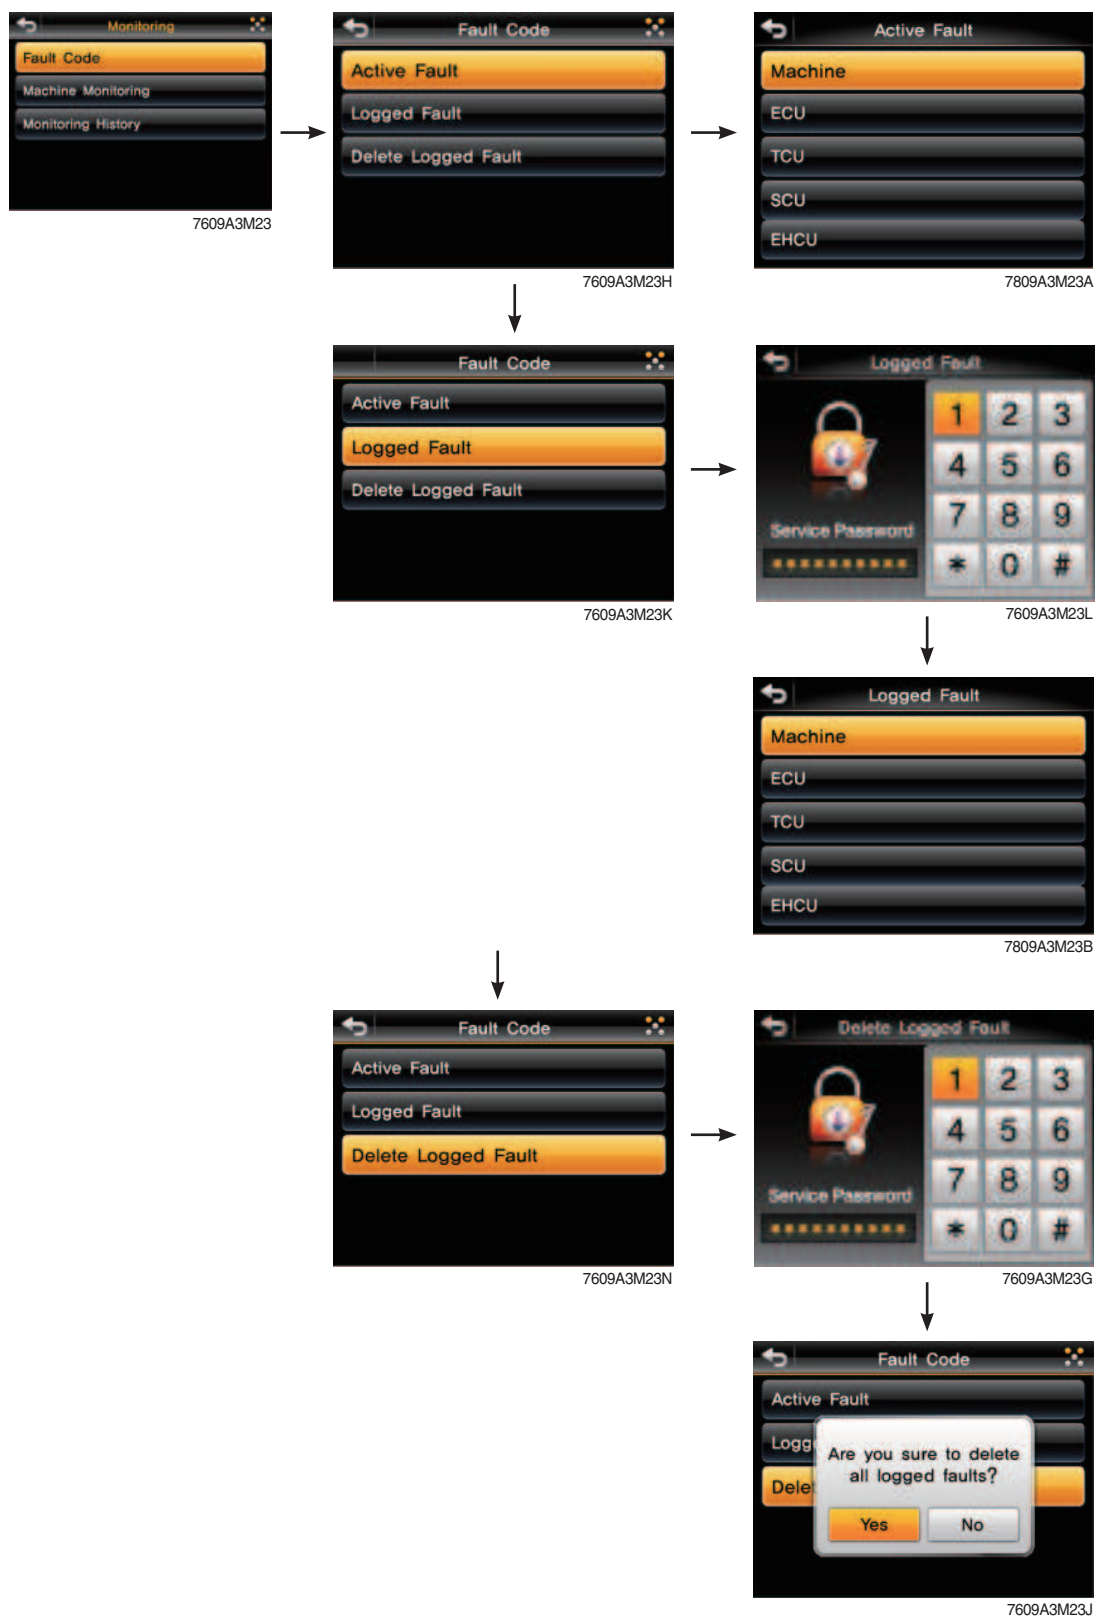 Monitoring
Fault Code
Machine Monitoring
Monitoring History
7609A3M23
Fault Code
Active Fault
Logged Fault
Delete Logged Fault
7609A3M23H
Active Fault
Machine
ECU
TCU
SCU
EHCU
7809A3M23A
Fault Code
Active Fault
Logged Fault
Delete Logged Fault
7609A3M23K
Logged Fault
1 2 3
4 5 6
7 8 9
* 0 #
Service Password
7609A3M23L
Logged Fault
Machine
ECU
TCU
SCU
EHCU
7809A3M23B
Fault Code
Active Fault
Logged Fault
Delete Logged Fault
7609A3M23N
Delete Logged Fault
1 2 3
4 5 6
7 8 9
* 0 #
Service Password
7609A3M23G
Fault Code
Active Fault
Logg
Delet
Are you sure to delete
all logged faults?
Yes No
7609A3M23J